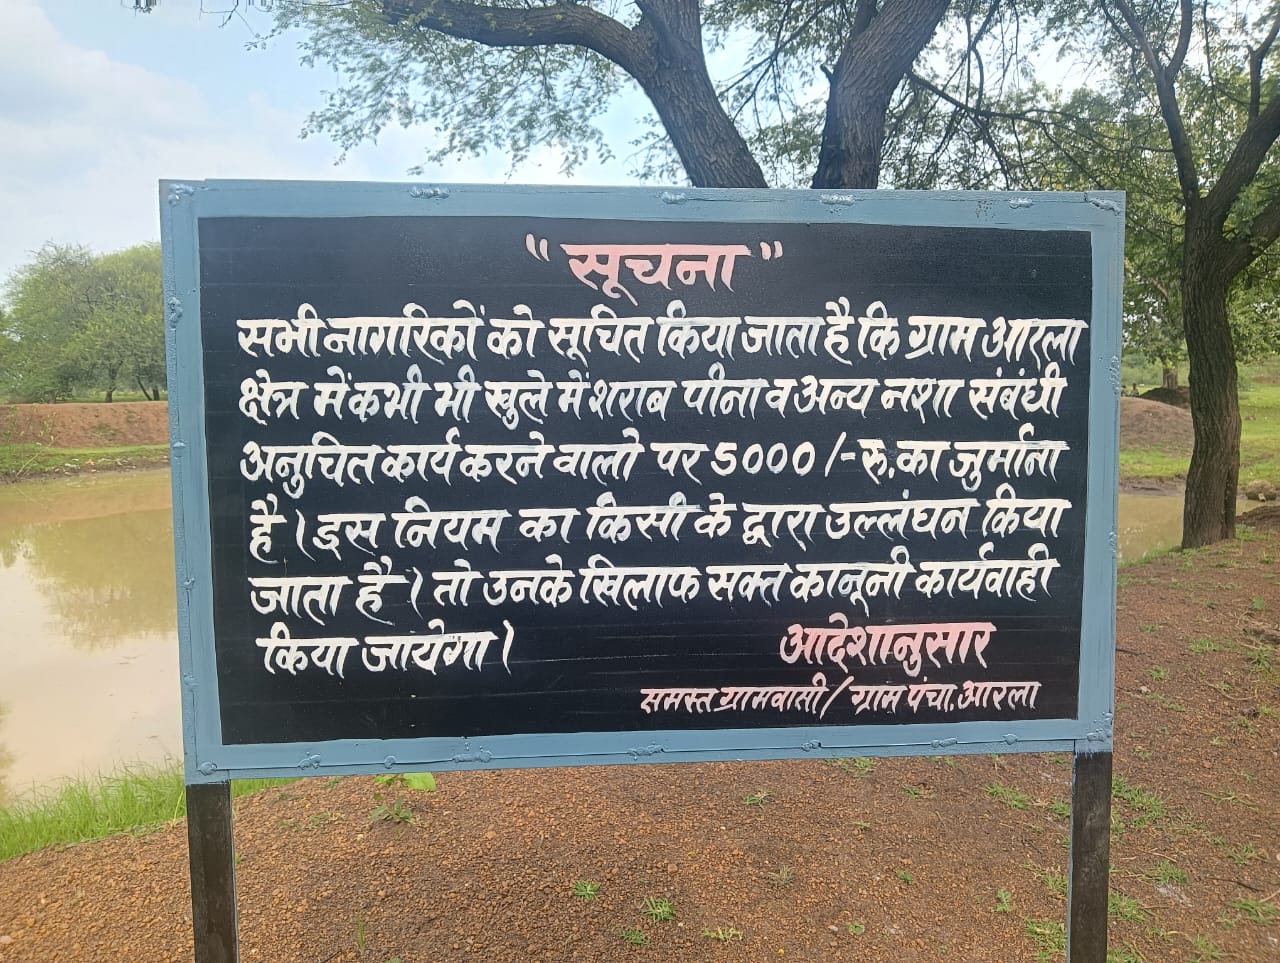 "सूचना"
सभी नागरिकों को सूचित किया जाता है कि ग्राम आरला
क्षेत्र में कभी भी खुले में शराब पीना व अन्य नशा संबंधी
अनुचित कार्य करने वालो पर 5000/- रू. का जुर्माना
है। इस नियम का किसी के द्वारा उल्लंघन किया
जाता है। तो उनके खिलाफ सक्त कानूनी कार्यवाही
किया जायेगा।
आदेशानुसार
समस्त ग्रामवासी / ग्राम पंचा. आरला